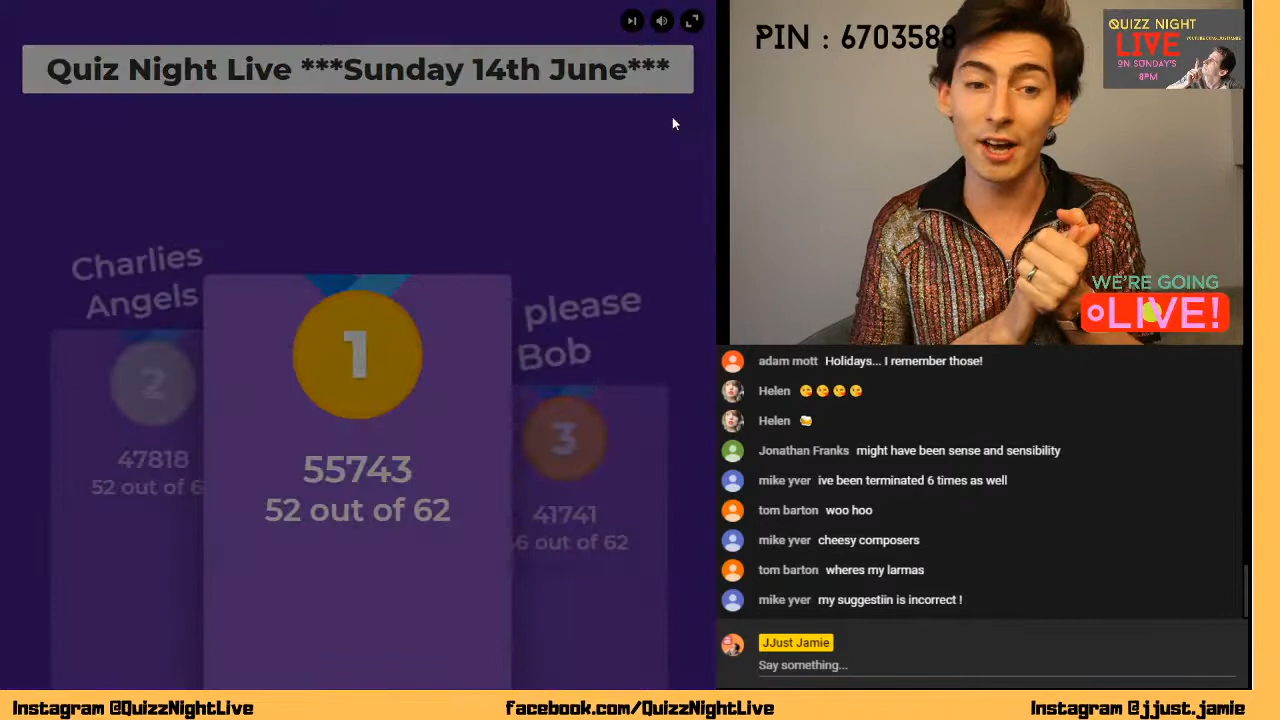 Quiz Night Live ***Sunday 14th June***
Charlies
Angels
please
Bob
1
2
3
55743
52 out of 62
47818
52 out of 6
41741
6 out of 62
PIN : 6703588
QUIZZ NIGHT
YOUTUBE.COM/JJUSTJAMIE
LIVE
ON SUNDAY'S
8PM
WE'RE GOING
LIVE!
adam mott Holidays... I remember those!
Helen 😘😘😘😘
Helen 🍻
Jonathan Franks might have been sense and sensibility
mike yver ive been terminated 6 times as well
tom barton woo hoo
mike yver cheesy composers
tom barton wheres my larmas
mike yver my suggestiin is incorrect !
JJust Jamie
Say something...
Instagram @QuizzNightLive
facebook.com/QuizzNightLive
Instagram @jjust.jamie